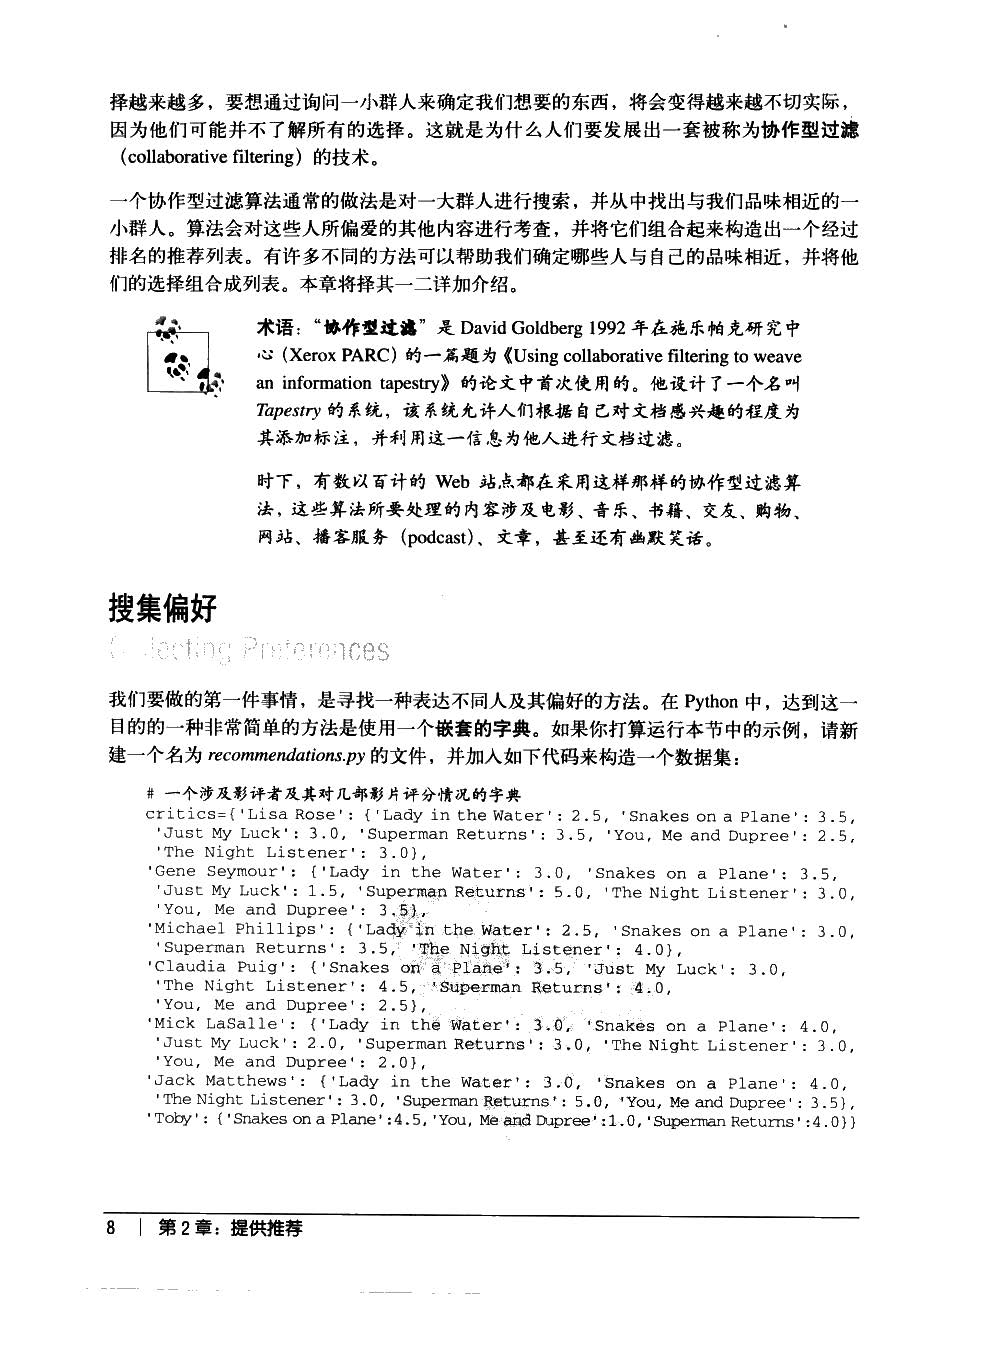 择越来越多，要想通过询问一小群人来确定我们想要的东西，将会变得越来越不切实际，
因为他们可能并不了解所有的选择。这就是为什么人们要发展出一套被称为协作型过滤
（collaborative filtering）的技术。
一个协作型过滤算法通常的做法是对一大群人进行搜索，并从中找出与我们品味相近的一
小群人。算法会对这些人所偏爱的其他内容进行考查，并将它们组合起来构造出一个经过
排名的推荐列表。有许多不同的方法可以帮助我们确定哪些人与自己的品味相近，并将他
们的选择组合成列表。本章将择其一二详加介绍。
术语：“协作型过滤”是 David Goldberg 1992 年在施乐帕克研究中
心（Xerox PARC）的一篇题为《Using collaborative filtering to weave
an information tapestry》的论文中首次使用的。他设计了一个名叫
Tapestry 的系统，该系统允许人们根据自己对文档感兴趣的程度为
其添加标注，并利用这一信息为他人进行文档过滤。
时下，有数以百计的 Web 站点都在采用这样那样的协作型过滤算
法，这些算法所要处理的内容涉及电影、音乐、书籍、交友、购物、
网站、播客服务（podcast）、文章，甚至还有幽默笑话。
搜集偏好
Collecting Preferences
我们要做的第一件事情，是寻找一种表达不同人及其偏好的方法。在 Python 中，达到这一
目的的一种非常简单的方法是使用一个嵌套的字典。如果你打算运行本节中的示例，请新
建一个名为 recommendations.py 的文件，并加入如下代码来构造一个数据集：
# 一个涉及影评者及其对几部影片评分情况的字典
critics={'Lisa Rose': {'Lady in the Water': 2.5, 'Snakes on a Plane': 3.5,
'Just My Luck': 3.0, 'Superman Returns': 3.5, 'You, Me and Dupree': 2.5,
'The Night Listener': 3.0},
'Gene Seymour': {'Lady in the Water': 3.0, 'Snakes on a Plane': 3.5,
'Just My Luck': 1.5, 'Superman Returns': 5.0, 'The Night Listener': 3.0,
'You, Me and Dupree': 3.5},
'Michael Phillips': {'Lady in the Water': 2.5, 'Snakes on a Plane': 3.0,
'Superman Returns': 3.5, 'The Night Listener': 4.0},
'Claudia Puig': {'Snakes on a Plane': 3.5, 'Just My Luck': 3.0,
'The Night Listener': 4.5, 'Superman Returns': 4.0,
'You, Me and Dupree': 2.5},
'Mick LaSalle': {'Lady in the Water': 3.0, 'Snakes on a Plane': 4.0,
'Just My Luck': 2.0, 'Superman Returns': 3.0, 'The Night Listener': 3.0,
'You, Me and Dupree': 2.0},
'Jack Matthews': {'Lady in the Water': 3.0, 'Snakes on a Plane': 4.0,
'The Night Listener': 3.0, 'Superman Returns': 5.0, 'You, Me and Dupree': 3.5},
'Toby': {'Snakes on a Plane':4.5,'You, Me and Dupree':1.0,'Superman Returns':4.0}}
8 | 第 2 章：提供推荐